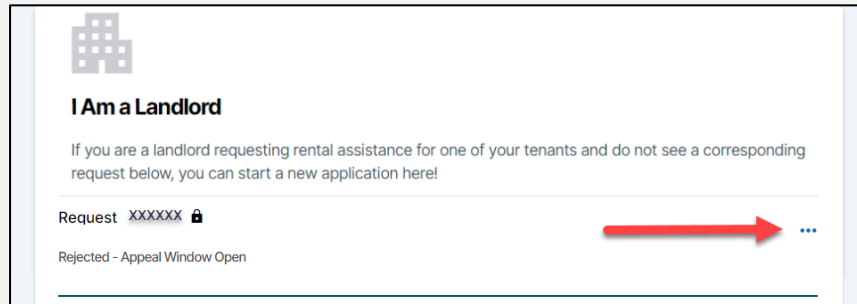 I Am a Landlord
If you are a landlord requesting rental assistance for one of your tenants and do not see a corresponding
request below, you can start a new application here!
Request XXXXXX
Rejected - Appeal Window Open